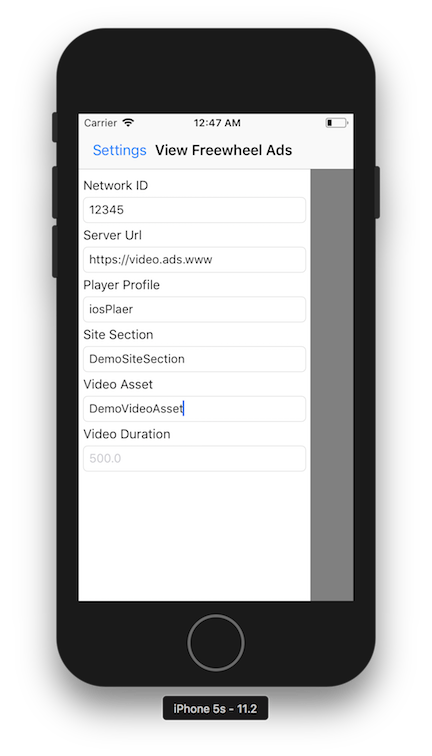 Carrier 12:47 AM
Settings View Freewheel Ads
Network ID
12345
Server Url
https://video.ads.www
Player Profile
iosPlaer
Site Section
DemoSiteSection
Video Asset
DemoVideoAsset
Video Duration
500.0
iPhone 5s - 11.2